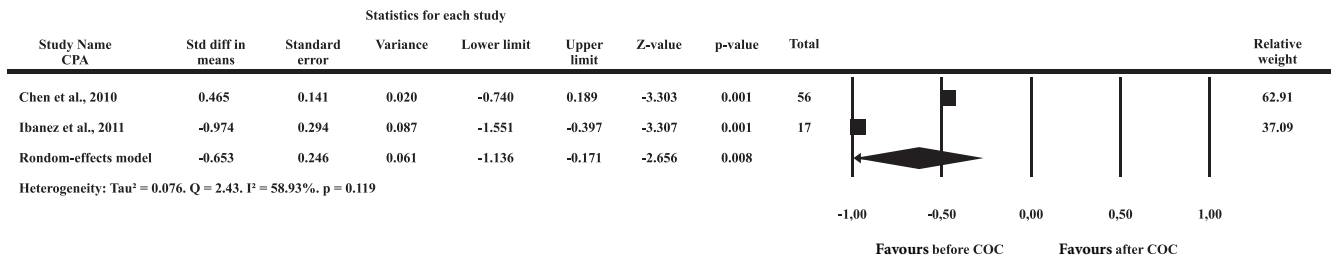 Statistics for each study
Study Name CPA Std diff in means Standard error Variance Lower limit Upper limit Z-value p-value Total Relative weight
Chen et al., 2010 0.465 0.141 0.020 -0.740 0.189 -3.303 0.001 56 62.91
Ibanez et al., 2011 -0.974 0.294 0.087 -1.551 -0.397 -3.307 0.001 17 37.09
Rondom-effects model -0.653 0.246 0.061 -1.136 -0.171 -2.656 0.008
Heterogeneity: Tau² = 0.076. Q = 2.43. I² = 58.93%. p = 0.119
-1,00 -0,50 0,00 0,50 1,00
Favours before COC Favours after COC